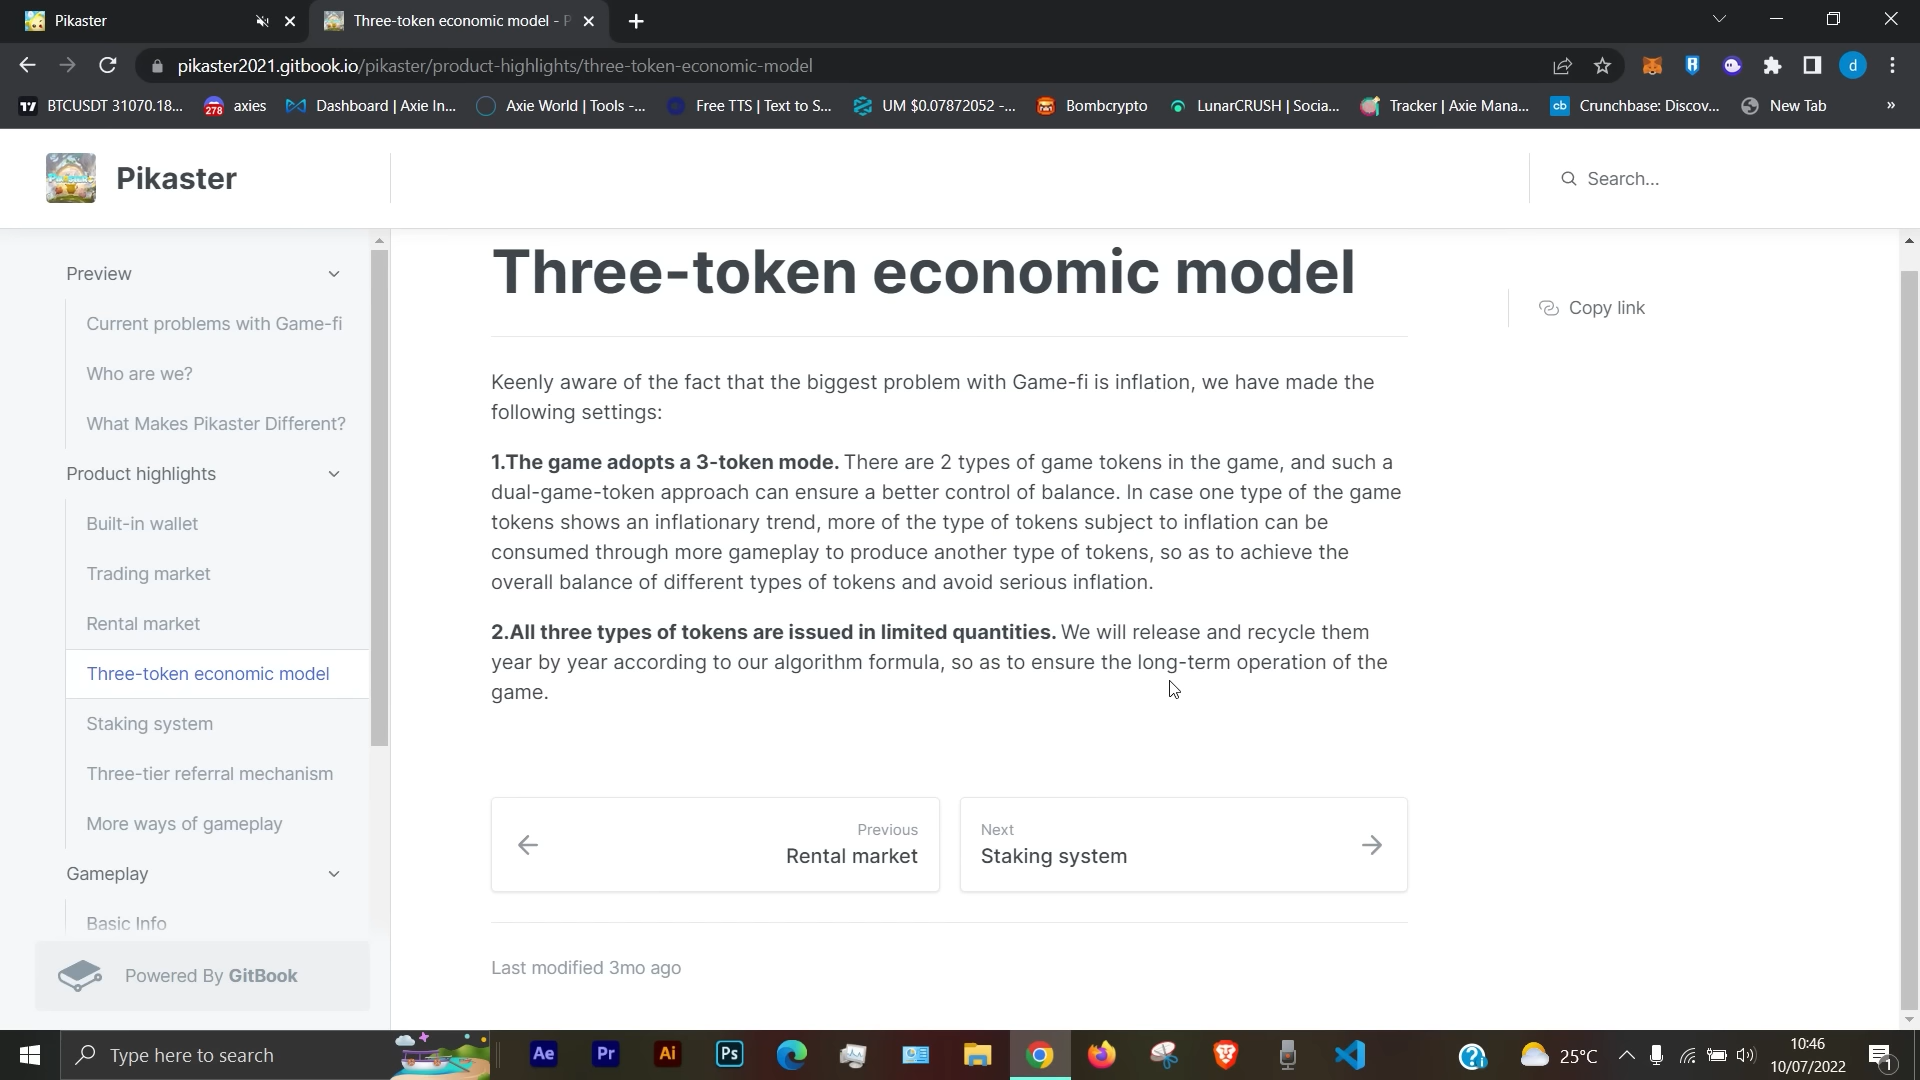 Pikaster
Three-token economic model - P
pikaster2021.gitbook.io/pikaster/product-highlights/three-token-economic-model
d
BTCUSDT 31070.18...
278
axies
Dashboard | Axie In...
Axie World | Tools -...
Free TTS | Text to S...
UM $0.07872052 -...
Bombcrypto
LunarCRUSH | Socia...
Tracker | Axie Mana...
cb
Crunchbase: Discov...
New Tab
»
Pikaster
Search...
Preview
Current problems with Game-fi
Who are we?
What Makes Pikaster Different?
Product highlights
Built-in wallet
Trading market
Rental market
Three-token economic model
Staking system
Three-tier referral mechanism
More ways of gameplay
Gameplay
Basic Info
Powered By GitBook
Three-token economic model
Copy link
Keenly aware of the fact that the biggest problem with Game-fi is inflation, we have made the
following settings:
1.The game adopts a 3-token mode. There are 2 types of game tokens in the game, and such a
dual-game-token approach can ensure a better control of balance. In case one type of the game
tokens shows an inflationary trend, more of the type of tokens subject to inflation can be
consumed through more gameplay to produce another type of tokens, so as to achieve the
overall balance of different types of tokens and avoid serious inflation.
2.All three types of tokens are issued in limited quantities. We will release and recycle them
year by year according to our algorithm formula, so as to ensure the long-term operation of the
game.
Previous
Rental market
Next
Staking system
Last modified 3mo ago
Type here to search
Ae
Pr
Ai
Ps
25°C
10:46
10/07/2022
1